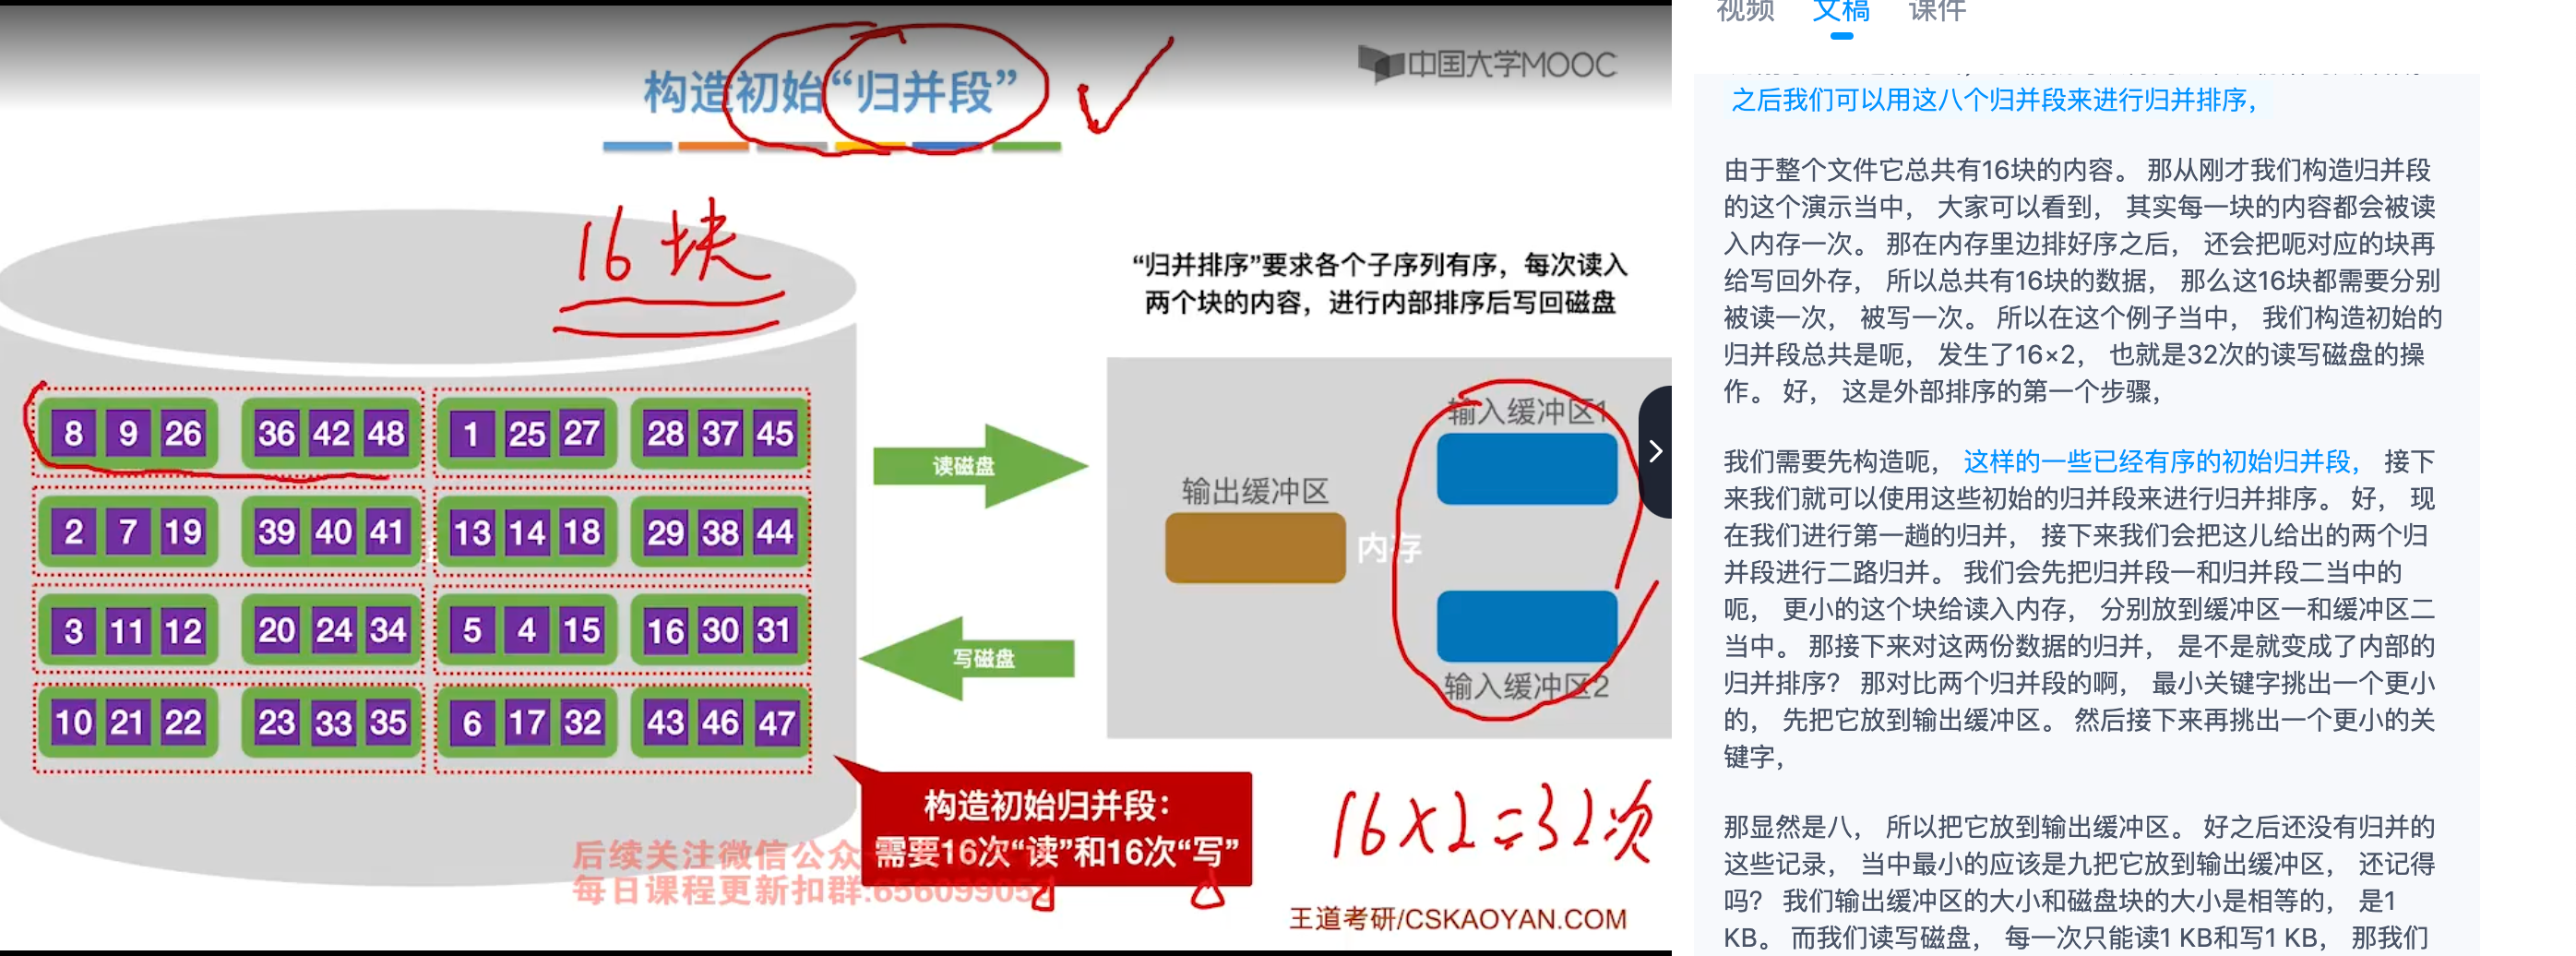 构造初始“归并段”
中国大学MOOC
16块
“归并排序”要求各个子序列有序，每次读入
两个块的内容，进行内部排序后写回磁盘
8 9 26 36 42 48 1 25 27 28 37 45
2 7 19 39 40 41 13 14 18 29 38 44
3 11 12 20 24 34 5 4 15 16 30 31
10 21 22 23 33 35 6 17 32 43 46 47
读磁盘
写磁盘
输入缓冲区1
输出缓冲区
内存
输入缓冲区2
构造初始归并段：
需要16次“读”和16次“写”
16×2=32次
后续关注微信公众
每日课程更新扣群:65609905
王道考研/CSKAOYAN.COM
视频 文稿 课件
之后我们可以用这八个归并段来进行归并排序，
由于整个文件它总共有16块的内容。 那从刚才我们构造归并段
的这个演示当中， 大家可以看到， 其实每一块的内容都会被读
入内存一次。 那在内存里边排好序之后， 还会把呃对应的块再
给写回外存， 所以总共有16块的数据， 那么这16块都需要分别
被读一次， 被写一次。 所以在这个例子当中， 我们构造初始的
归并段总共是呃， 发生了16×2， 也就是32次的读写磁盘的操
作。 好， 这是外部排序的第一个步骤，
我们需要先构造呃， 这样的一些已经有序的初始归并段， 接下
来我们就可以使用这些初始的归并段来进行归并排序。 好， 现
在我们进行第一趟的归并， 接下来我们会把这儿给出的两个归
并段进行二路归并。 我们会先把归并段一和归并段二当中的
呃， 更小的这个块给读入内存， 分别放到缓冲区一和缓冲区二
当中。 那接下来对这两份数据的归并， 是不是就变成了内部的
归并排序？ 那对比两个归并段的啊， 最小关键字挑出一个更小
的， 先把它放到输出缓冲区。 然后接下来再挑出一个更小的关
键字，
那显然是八， 所以把它放到输出缓冲区。 好之后还没有归并的
这些记录， 当中最小的应该是九把它放到输出缓冲区， 还记得
吗？ 我们输出缓冲区的大小和磁盘块的大小是相等的， 是1
KB。 而我们读写磁盘， 每一次只能读1 KB和写1 KB， 那我们